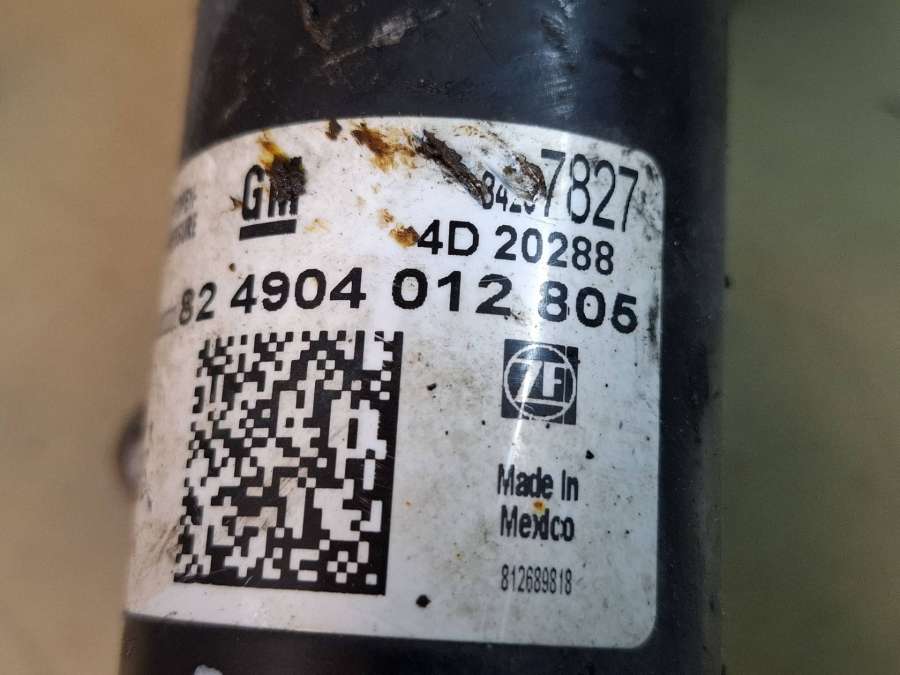 GM
7827
4D 20288
82 4904 012 805
ZF
Made In
Mexico
812689818